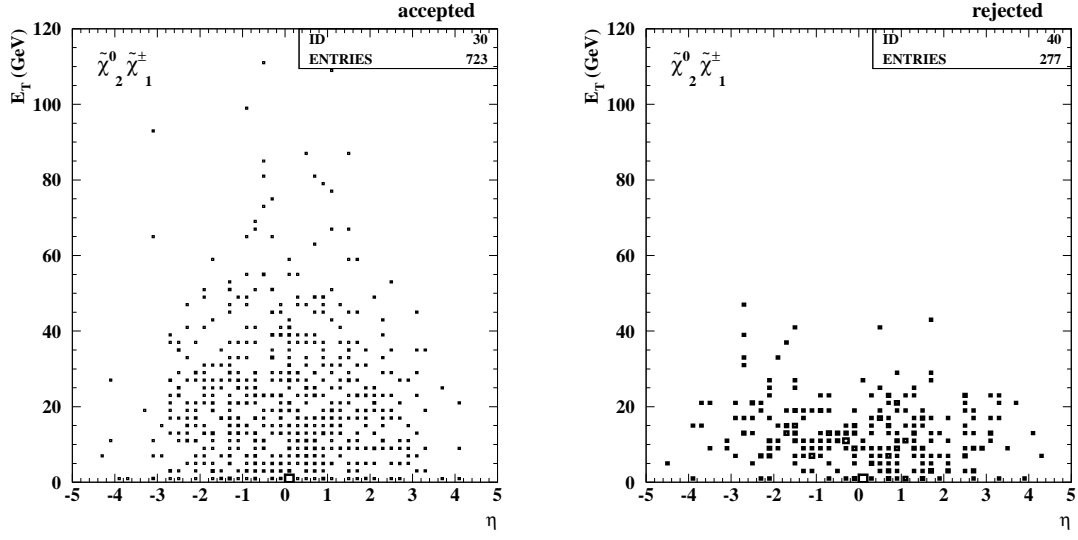 accepted
ID 30
ENTRIES 723
χ̃⁰₂ χ̃±₁
E_T (GeV)
120
100
80
60
40
20
0
-5 -4 -3 -2 -1 0 1 2 3 4 5
η
rejected
ID 40
ENTRIES 277
χ̃⁰₂ χ̃±₁
E_T (GeV)
120
100
80
60
40
20
0
-5 -4 -3 -2 -1 0 1 2 3 4 5
η